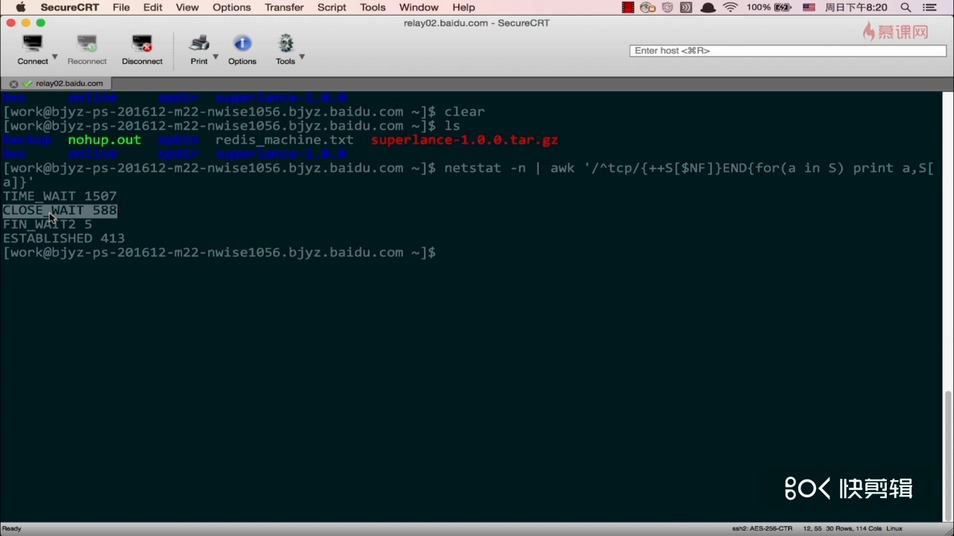 SecureCRT File Edit View Options Transfer Script Tools Window Help 100% 周日下午8:20
relay02.baidu.com - SecureCRT
慕课网
Connect Reconnect Disconnect Print Options Tools
Enter host <⌘R>
relay02.baidu.com
bvs online opdir superlance-1.0.0
[work@bjyz-ps-201612-m22-nwise1056.bjyz.baidu.com ~]$ clear
[work@bjyz-ps-201612-m22-nwise1056.bjyz.baidu.com ~]$ ls
backup nohup.out opbin redis_machine.txt superlance-1.0.0.tar.gz
bvs online opdir superlance-1.0.0
[work@bjyz-ps-201612-m22-nwise1056.bjyz.baidu.com ~]$ netstat -n | awk '/^tcp/{++S[$NF]}END{for(a in S) print a,S[
a]}'
TIME_WAIT 1507
CLOSE_WAIT 588
FIN_WAIT2 5
ESTABLISHED 413
[work@bjyz-ps-201612-m22-nwise1056.bjyz.baidu.com ~]$
快剪辑
Ready ssh2: AES-256-CTR 12, 55 30 Rows, 114 Cols Linux